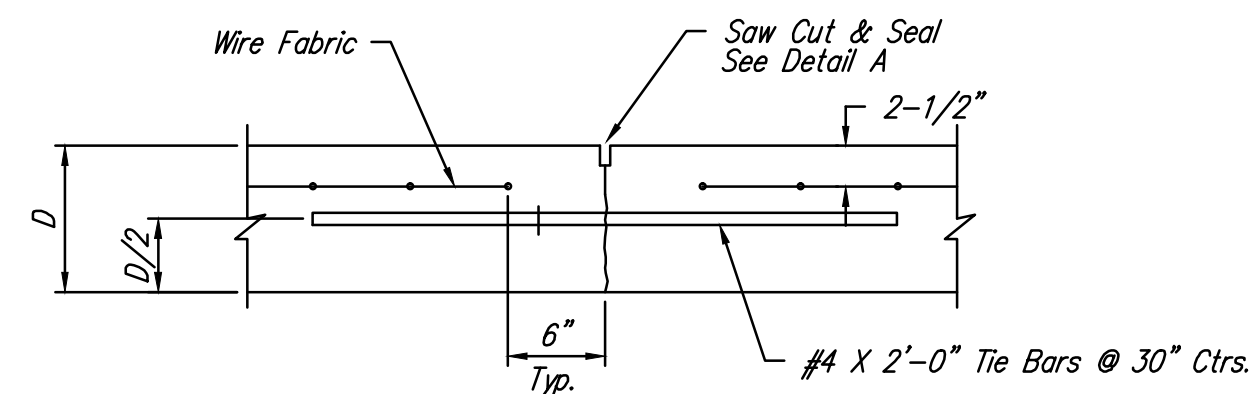 Wire Fabric
Saw Cut & Seal
See Detail A
2-1/2"
D
D/2
6"
Typ.
#4 X 2'-0" Tie Bars @ 30" Ctrs.